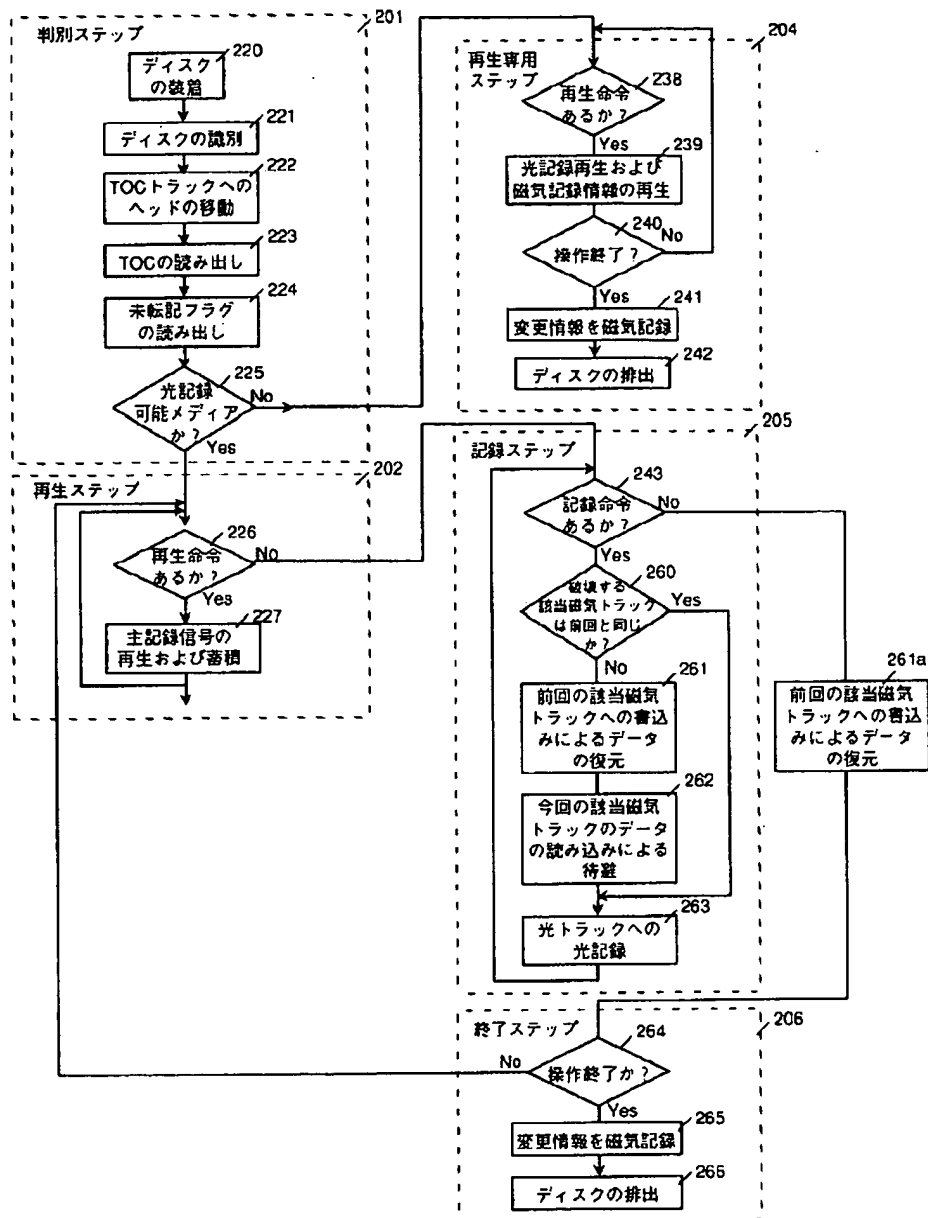 判別ステップ
201
220
ディスク
の装着
221
ディスクの識別
222
TOCトラックへの
ヘッドの移動
223
TOCの読み出し
224
未転記フラグ
の読み出し
225
光記録
可能メディア
か?
No
Yes
202
再生ステップ
226
再生命令
あるか?
No
Yes
227
主記録信号の
再生および蓄積
204
再生専用
ステップ
238
再生命令
あるか?
Yes
239
光記録再生および
磁気記録情報の再生
240
No
操作終了?
Yes
241
変更情報を磁気記録
242
ディスクの排出
205
記録ステップ
243
記録命令
あるか?
No
Yes
260
破壊する
該当磁気トラック
は前回と同じ
か?
Yes
No
261
前回の該当磁気
トラックへの書込
みによるデータ
の復元
261a
前回の該当磁気
トラックへの書込
みによるデータ
の復元
262
今回の該当磁気
トラックのデータ
の読み込みによる
待避
263
光トラックへの
光記録
206
終了ステップ
264
操作終了か?
No
Yes
265
変更情報を磁気記録
266
ディスクの排出